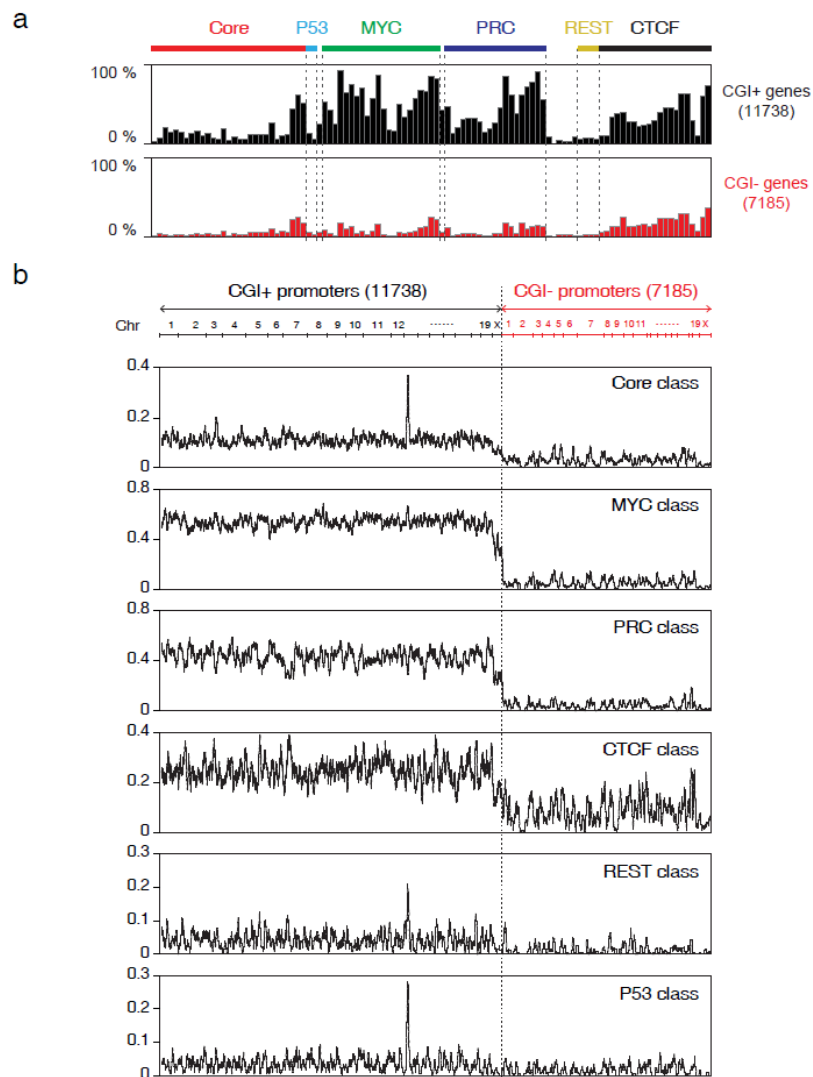 a
Core P53 MYC PRC REST CTCF
100 %
0 %
CGI+ genes
(11738)
100 %
0 %
CGI- genes
(7185)
b
CGI+ promoters (11738) CGI- promoters (7185)
Chr 1 2 3 4 5 6 7 8 9 10 11 12 ...... 19 X 1 2 3 4 5 6 7 8 9 10 11 ...... 19 X
0.4
0.2
0
Core class
0.8
0.4
0
MYC class
0.8
0.4
0
PRC class
0.4
0.2
0
CTCF class
0.3
0.2
0.1
0
REST class
0.3
0.2
0.1
0
P53 class